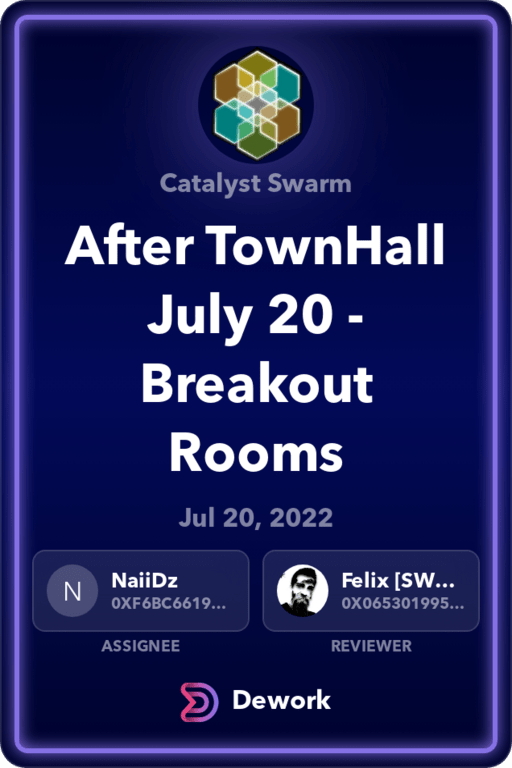 Catalyst Swarm
After TownHall
July 20 -
Breakout
Rooms
Jul 20, 2022
N
NaiiDz
0XF6BC6619...
ASSIGNEE
Felix [SW...
0X065301995...
REVIEWER
Dework